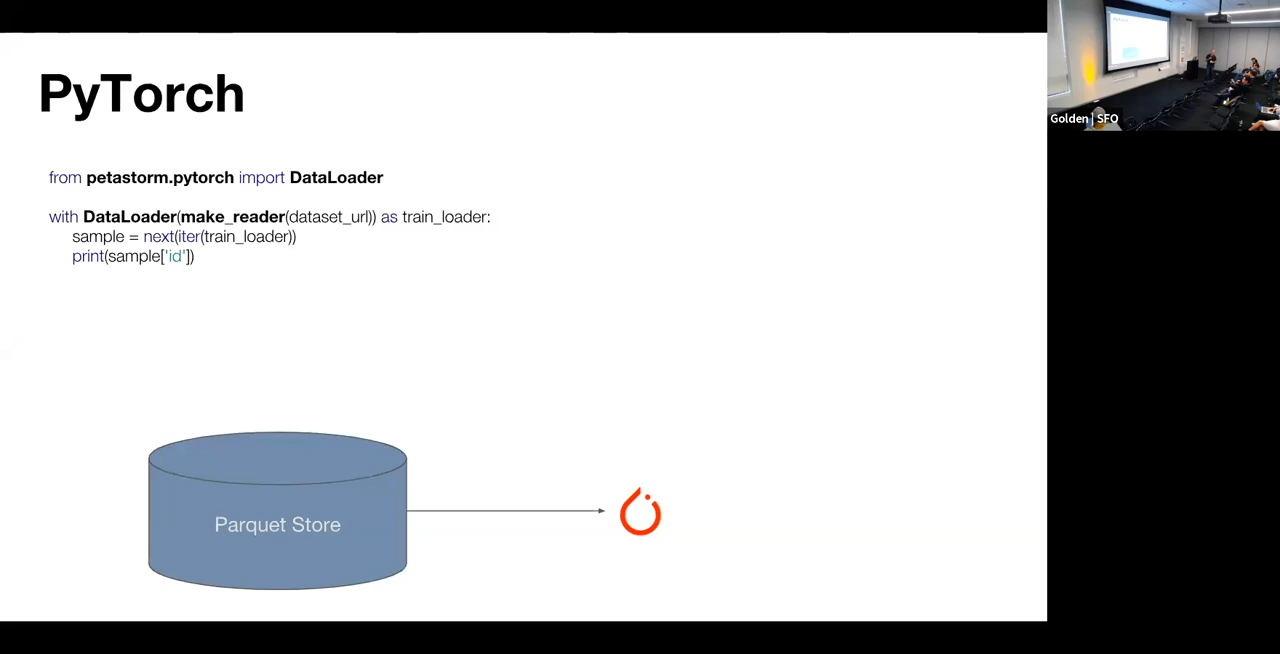 PyTorch
from petastorm.pytorch import DataLoader
with DataLoader(make_reader(dataset_url)) as train_loader:
sample = next(iter(train_loader))
print(sample['id'])
Parquet Store
Golden | SFO